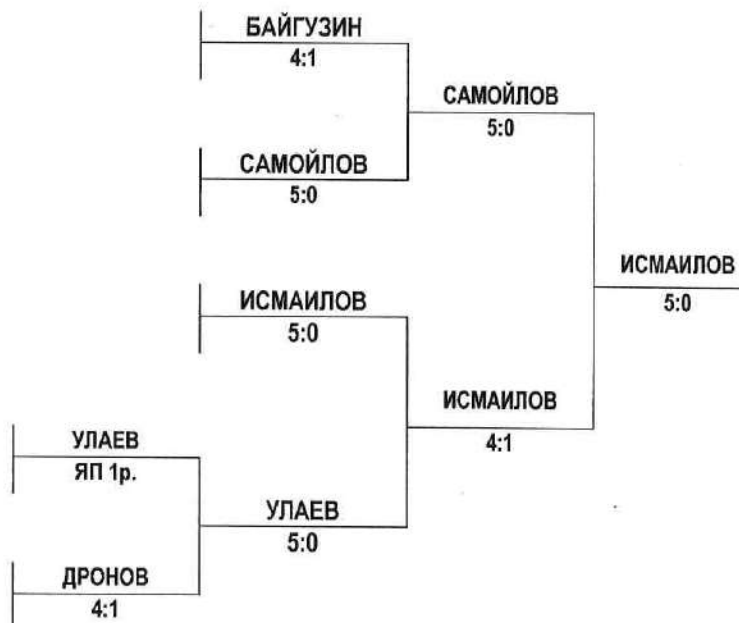 БАЙГУЗИН
4:1
САМОЙЛОВ
5:0
САМОЙЛОВ
5:0
ИСМАИЛОВ
5:0
ИСМАИЛОВ
5:0
ИСМАИЛОВ
4:1
УЛАЕВ
ЯП 1р.
УЛАЕВ
5:0
ДРОНОВ
4:1